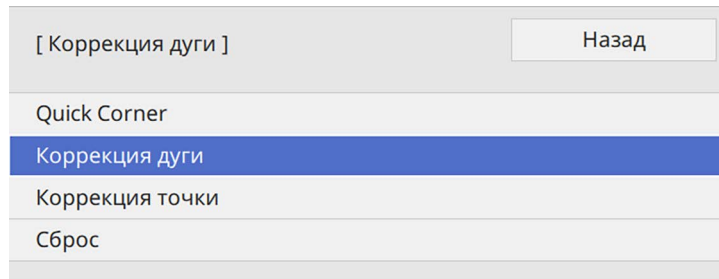 [ Коррекция дуги ]
Назад
Quick Corner
Коррекция дуги
Коррекция точки
Сброс